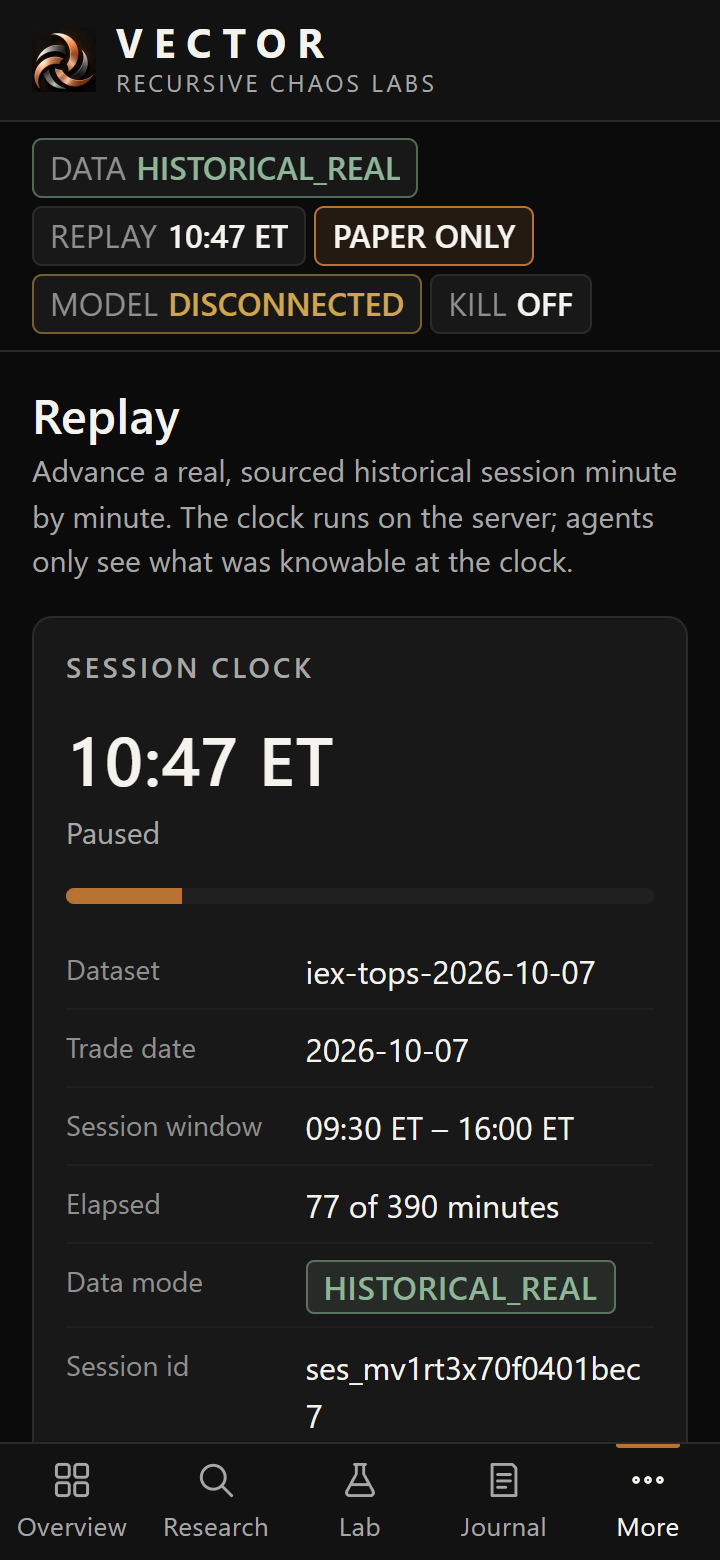 VECTOR
RECURSIVE CHAOS LABS
DATA HISTORICAL_REAL
REPLAY 10:47 ET PAPER ONLY
MODEL DISCONNECTED KILL OFF
Replay
Advance a real, sourced historical session minute
by minute. The clock runs on the server; agents
only see what was knowable at the clock.
SESSION CLOCK
10:47 ET
Paused
Dataset iex-tops-2026-10-07
Trade date 2026-10-07
Session window 09:30 ET – 16:00 ET
Elapsed 77 of 390 minutes
Data mode HISTORICAL_REAL
Session id ses_mv1rt3x70f0401bec
7
Overview Research Lab Journal More